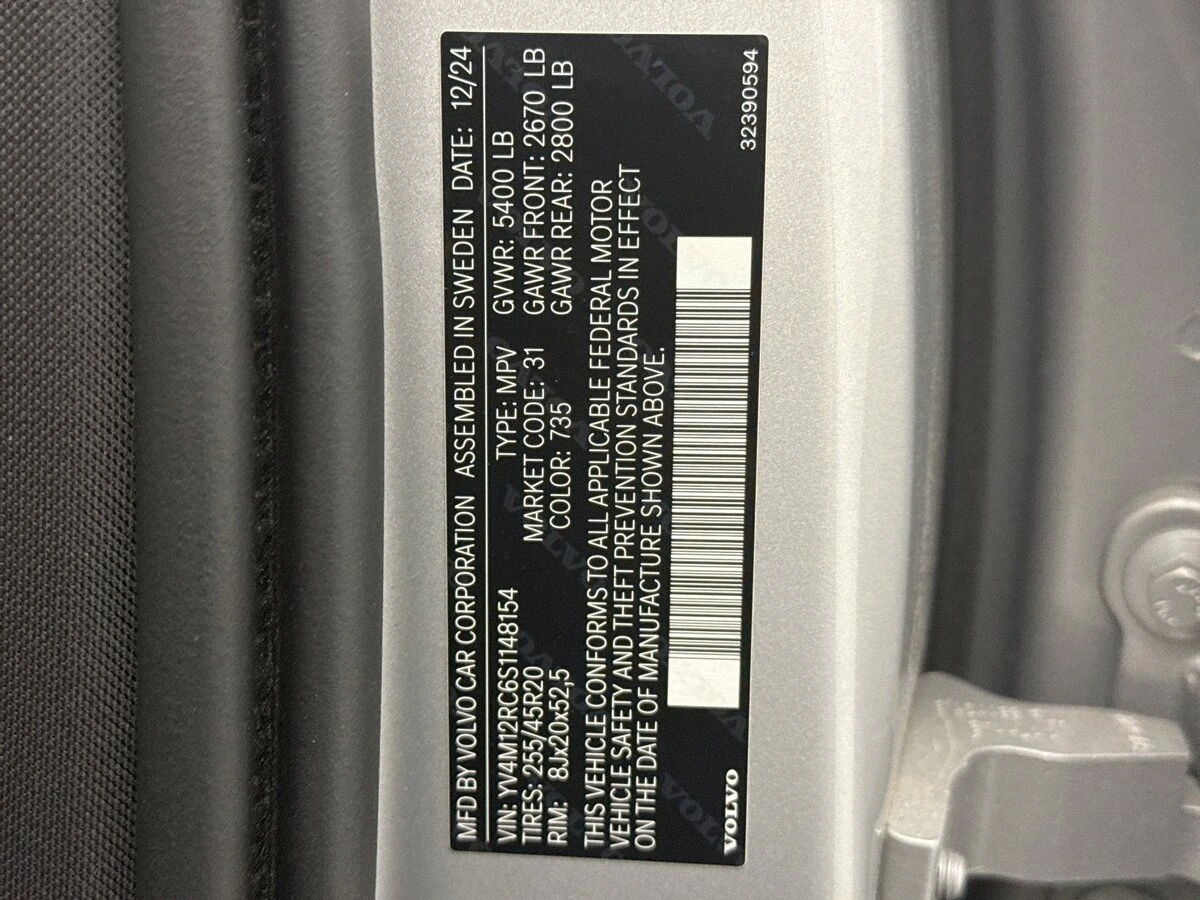 MFD BY VOLVO CAR CORPORATION ASSEMBLED IN SWEDEN DATE: 12/24
VIN: YV4M12RC6S1148154 TYPE: MPV GVWR: 5400 LB
TIRES: 255/45R20 MARKET CODE: 31 GAWR FRONT: 2670 LB
RIM: 8Jx20x52,5 COLOR: 735 GAWR REAR: 2800 LB
THIS VEHICLE CONFORMS TO ALL APPLICABLE FEDERAL MOTOR
VEHICLE SAFETY AND THEFT PREVENTION STANDARDS IN EFFECT
ON THE DATE OF MANUFACTURE SHOWN ABOVE.
VOLVO 32390594